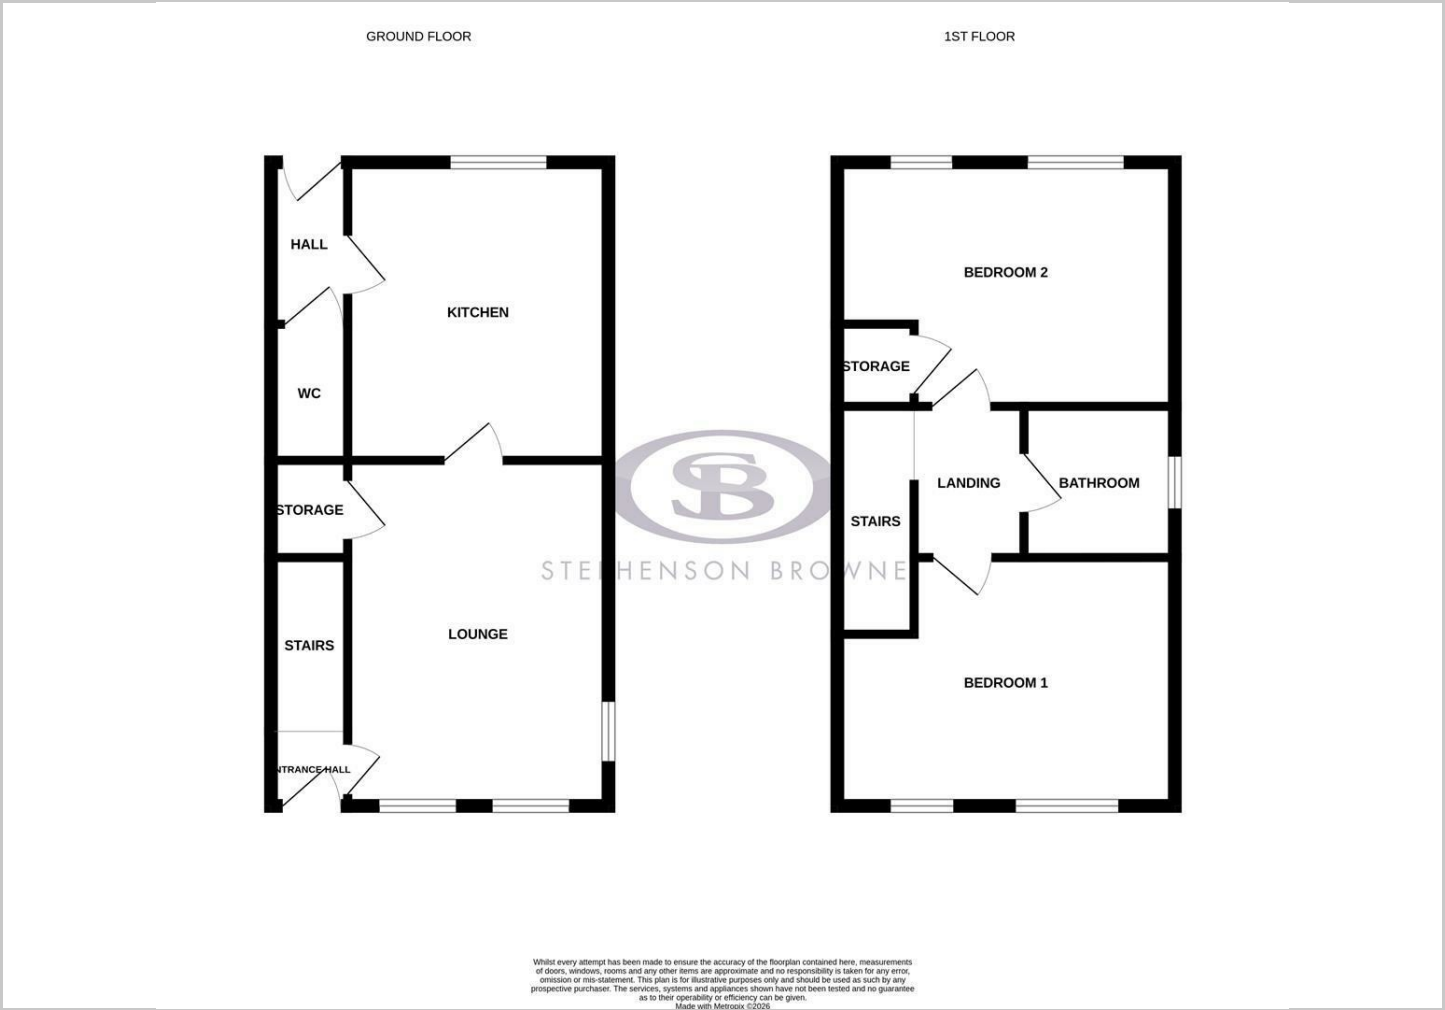 GROUND FLOOR
1ST FLOOR
HALL
KITCHEN
WC
STORAGE
STAIRS
LOUNGE
NTRANCE HALL
BEDROOM 2
STORAGE
LANDING
BATHROOM
STAIRS
BEDROOM 1
SB
STEPHENSON BROWNE
Whilst every attempt has been made to ensure the accuracy of the floorplan contained here, measurements
of doors, windows, rooms and any other items are approximate and no responsibility is taken for any error,
omission or mis-statement. This plan is for illustrative purposes only and should be used as such by any
prospective purchaser. The services, systems and appliances shown have not been tested and no guarantee
as to their operability or efficiency can be given.
Made with Metropix ©2026